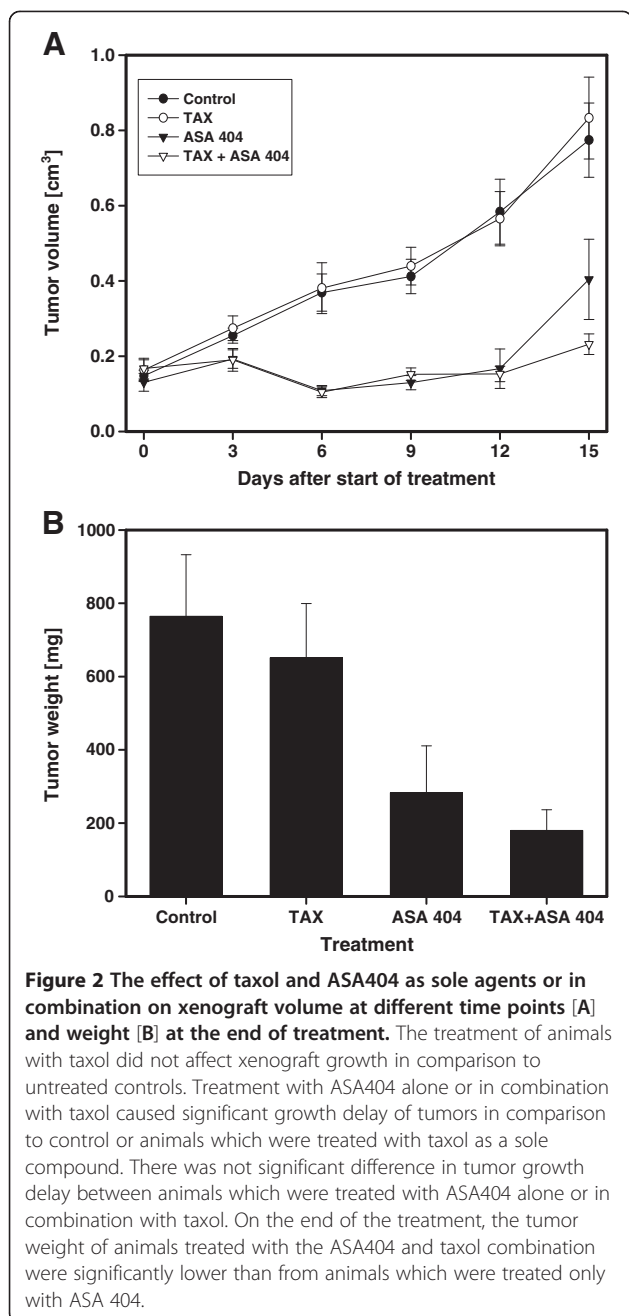 A
1.0
0.8
0.6
0.4
0.2
0.0
Tumor volume [cm³]
Control
TAX
ASA 404
TAX + ASA 404
0 3 6 9 12 15
Days after start of treatment
B
1000
800
600
400
200
0
Tumor weight [mg]
Control TAX ASA 404 TAX+ASA 404
Treatment
Figure 2 The effect of taxol and ASA404 as sole agents or in
combination on xenograft volume at different time points [A]
and weight [B] at the end of treatment. The treatment of animals
with taxol did not affect xenograft growth in comparison to
untreated controls. Treatment with ASA404 alone or in combination
with taxol caused significant growth delay of tumors in comparison
to control or animals which were treated with taxol as a sole
compound. There was not significant difference in tumor growth
delay between animals which were treated with ASA404 alone or in
combination with taxol. On the end of the treatment, the tumor
weight of animals treated with the ASA404 and taxol combination
were significantly lower than from animals which were treated only
with ASA 404.